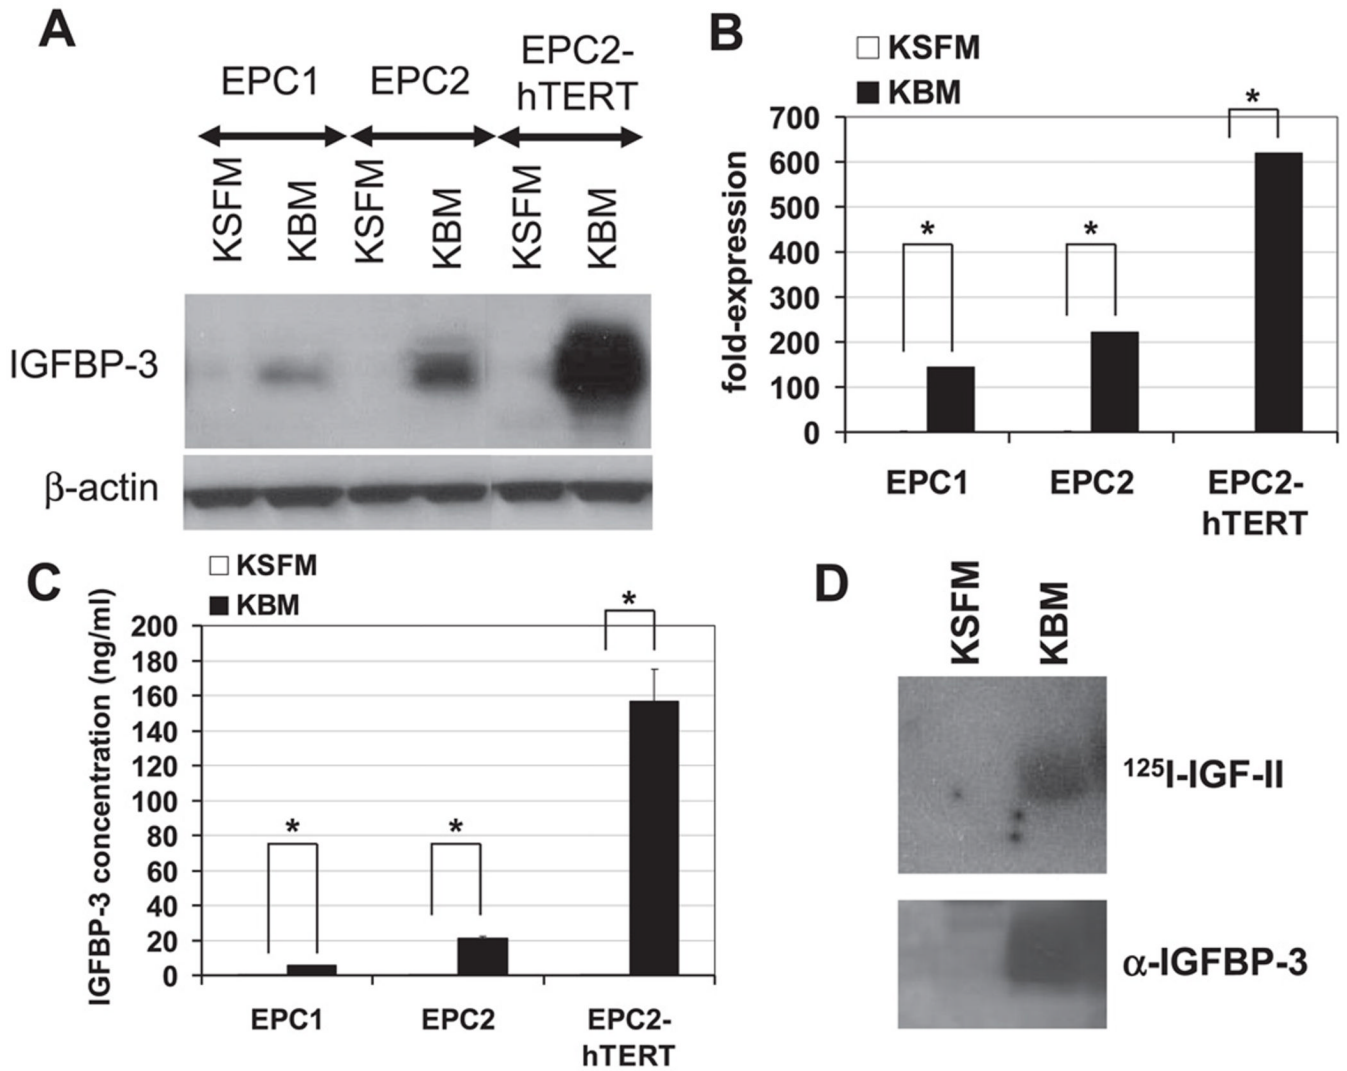 A
EPC1
EPC2
EPC2-
hTERT
KSFM
KBM
KSFM
KBM
KSFM
KBM
IGFBP-3
β-actin
B
KSFM
KBM
fold-expression
700
600
500
400
300
200
100
0
*
*
*
EPC1
EPC2
EPC2-
hTERT
C
KSFM
KBM
IGFBP-3 concentration (ng/ml)
200
180
160
140
120
100
80
60
40
20
0
*
*
*
EPC1
EPC2
EPC2-
hTERT
D
KSFM
KBM
¹²⁵I-IGF-II
α-IGFBP-3